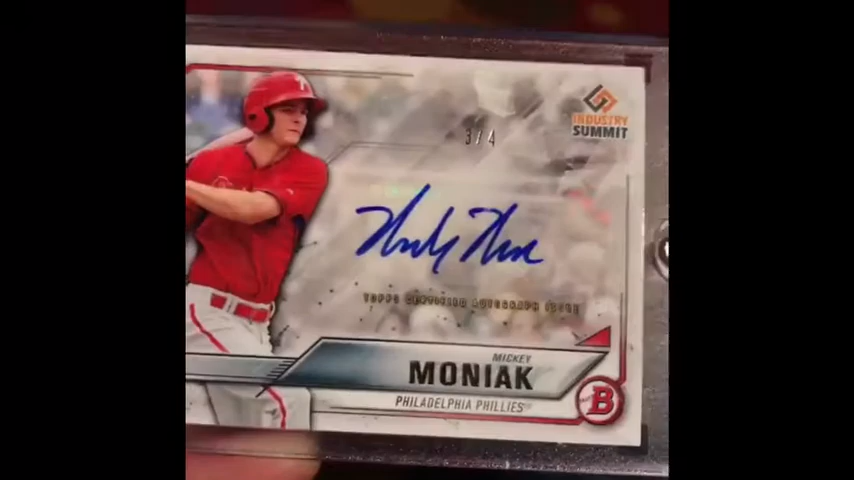 INDUSTRY
SUMMIT
3/4
TOPPS CERTIFIED AUTOGRAPH ISSUE
MICKEY
MONIAK
PHILADELPHIA PHILLIES
B